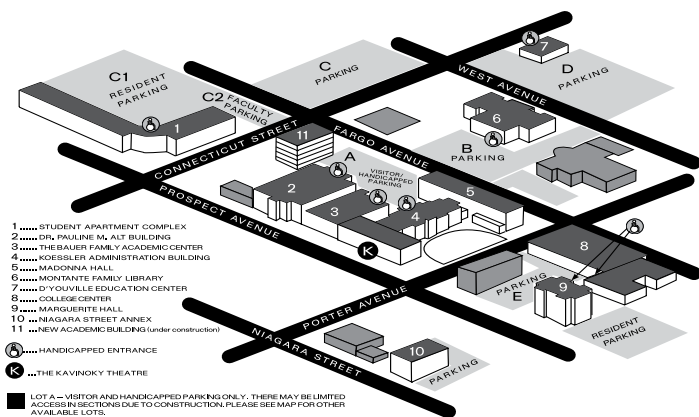 C1
RESIDENT
PARKING
C
PARKING
7
D
PARKING
WEST AVENUE
C2 FACULTY
PARKING
1
CONNECTICUT STREET
11
FARGO AVENUE
6
B
PARKING
A
VISITOR/
HANDICAPPED
PARKING
2
3
4
5
PROSPECT AVENUE
K
8
PARKING
E
9
RESIDENT
PARKING
PORTER AVENUE
NIAGARA STREET
10
PARKING
1 ..... STUDENT APARTMENT COMPLEX
2 ..... DR. PAULINE M. ALT BUILDING
3 ..... THE BAUER FAMILY ACADEMIC CENTER
4 ..... KOESSLER ADMINISTRATION BUILDING
5 ..... MADONNA HALL
6 ..... MONTANTE FAMILY LIBRARY
7 ..... D'YOUVILLE EDUCATION CENTER
8 ..... COLLEGE CENTER
9 ..... MARGUERITE HALL
10 ..... NIAGARA STREET ANNEX
11 ..... NEW ACADEMIC BUILDING (under construction)
.... HANDICAPPED ENTRANCE
K ...THE KAVINOKY THEATRE
LOT A – VISITOR AND HANDICAPPED PARKING ONLY. THERE MAY BE LIMITED
ACCESS IN SECTIONS DUE TO CONSTRUCTION. PLEASE SEE MAP FOR OTHER
AVAILABLE LOTS.